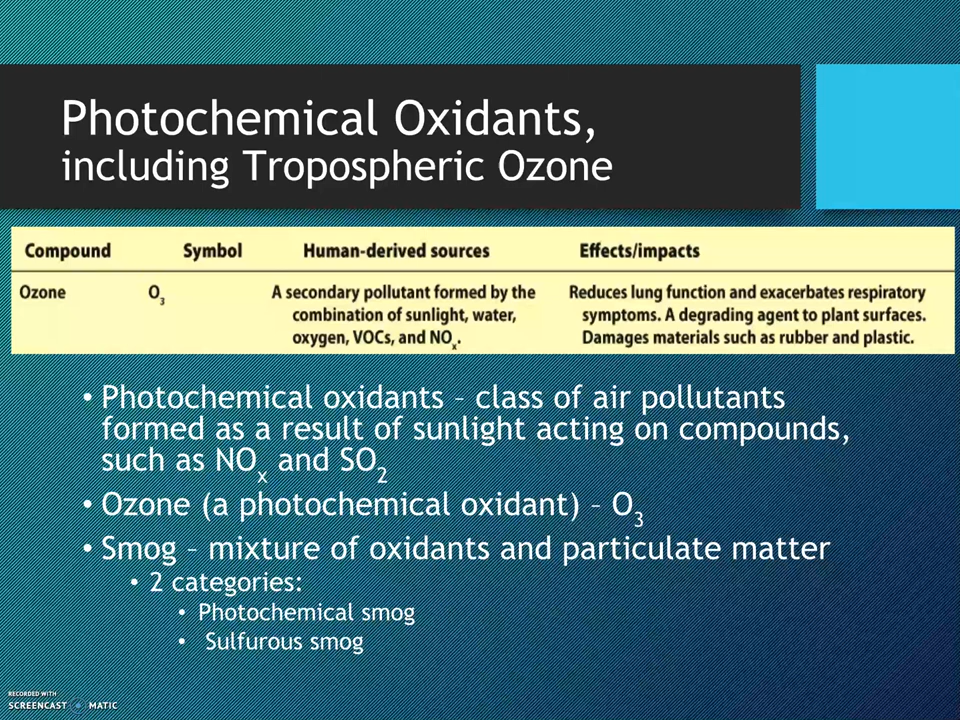 Photochemical Oxidants,
including Tropospheric Ozone
Compound Symbol Human-derived sources Effects/impacts
Ozone O₃ A secondary pollutant formed by the Reduces lung function and exacerbates respiratory
combination of sunlight, water, symptoms. A degrading agent to plant surfaces.
oxygen, VOCs, and NOₓ. Damages materials such as rubber and plastic.
• Photochemical oxidants – class of air pollutants
formed as a result of sunlight acting on compounds,
such as NOₓ and SO₂
• Ozone (a photochemical oxidant) – O₃
• Smog – mixture of oxidants and particulate matter
• 2 categories:
• Photochemical smog
• Sulfurous smog
RECORDED WITH
SCREENCAST MATIC